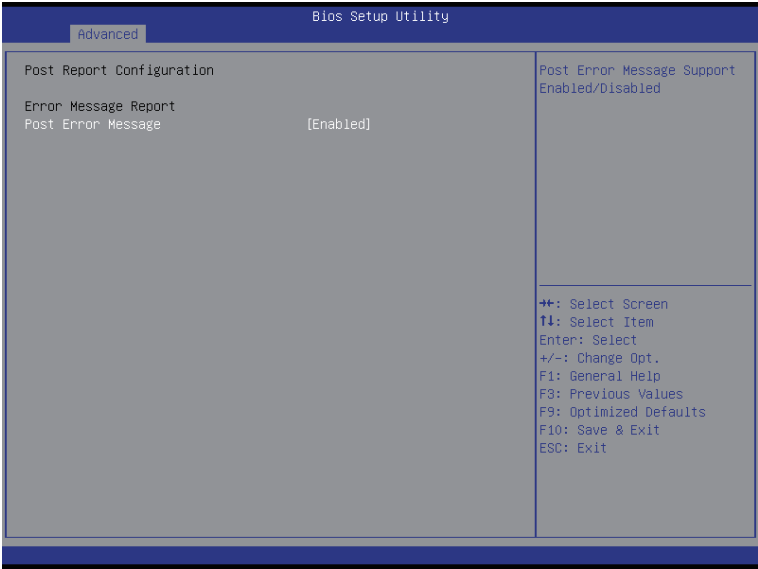 Bios Setup Utility
Advanced
Post Report Configuration
Error Message Report
Post Error Message [Enabled]
Post Error Message Support
Enabled/Disabled
→←: Select Screen
↑↓: Select Item
Enter: Select
+/-: Change Opt.
F1: General Help
F3: Previous Values
F9: Optimized Defaults
F10: Save & Exit
ESC: Exit